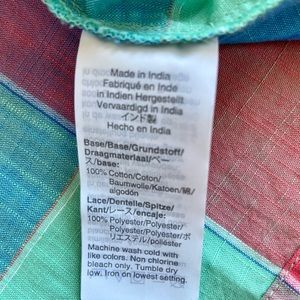 Made in India
Fabriqué en Inde
in Indien Hergestellt
Vervaardigd in India
インド製
Hecho en India
Base/Base/Grundstoff/
Draagmateriaal/ベー
ス/base:
100% Cotton/Coton/
Baumwolle/Katoen/綿/
algodón
Lace/Dentelle/Spitze/
Kant/レース/encaje:
100% Polyester/Polyester/
Polyester/Polyester/ポ
リエステル/poliéster
Machine wash cold with
like colors. Non chlorine
bleach only. Tumble dry
low. Iron on lowest setting.